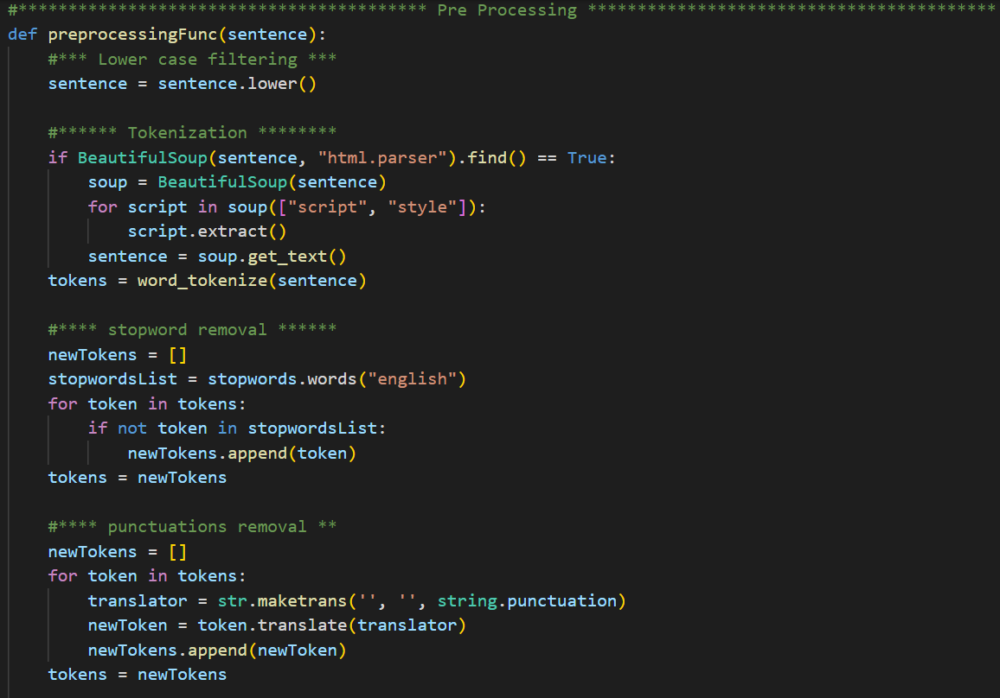 #***************************************** Pre Processing *****************************************
def preprocessingFunc(sentence):
    #*** Lower case filtering ***
    sentence = sentence.lower()

    #****** Tokenization ********
    if BeautifulSoup(sentence, "html.parser").find() == True:
        soup = BeautifulSoup(sentence)
        for script in soup(["script", "style"]):
            script.extract()
        sentence = soup.get_text()
    tokens = word_tokenize(sentence)

    #**** stopword removal ******
    newTokens = []
    stopwordsList = stopwords.words("english")
    for token in tokens:
        if not token in stopwordsList:
            newTokens.append(token)
    tokens = newTokens

    #**** punctuations removal **
    newTokens = []
    for token in tokens:
        translator = str.maketrans('', '', string.punctuation)
        newToken = token.translate(translator)
        newTokens.append(newToken)
    tokens = newTokens